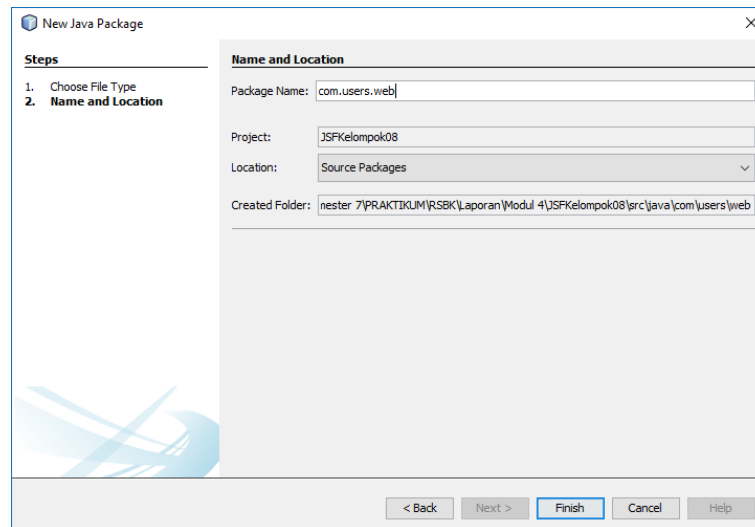 New Java Package
Steps
1. Choose File Type
2. Name and Location
Name and Location
Package Name: com.users.web
Project: JSFKelompok08
Location: Source Packages
Created Folder: nester 7\PRAKTIKUM\RSBK\Laporan\Modul 4\JSFKelompok08\src\java\com\users\web
< Back Next > Finish Cancel Help